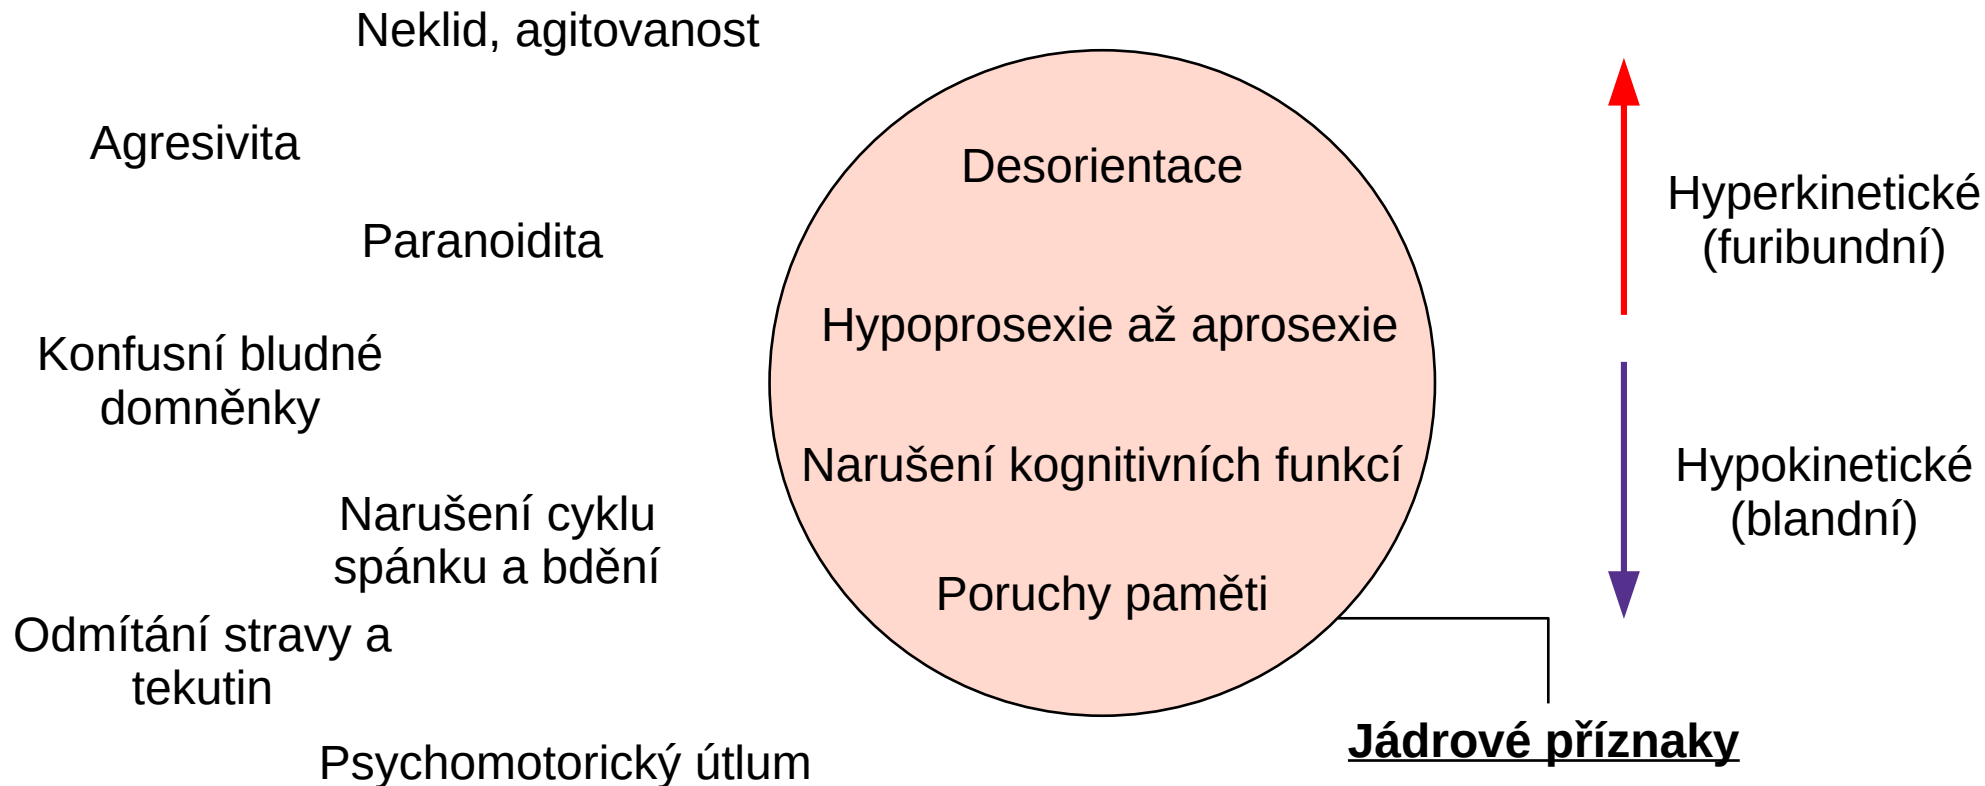 Neklid, agitovanost
Agresivita
Paranoidita
Konfusní bludné
domněnky
Narušení cyklu
spánku a bdění
Odmítání stravy a
tekutin
Psychomotorický útlum
Desorientace
Hypoprosexie až aprosexie
Narušení kognitivních funkcí
Poruchy paměti
Jádrové příznaky
Hyperkinetické
(furibundní)
Hypokinetické
(blandní)